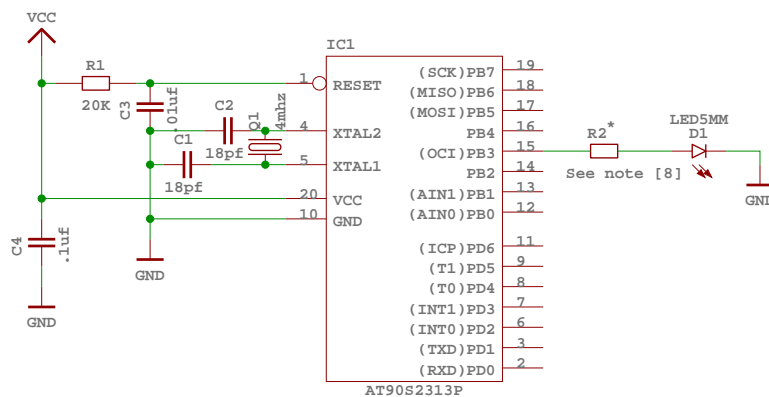 VCC
IC1
R1
20K
C3
.01uf
C2
18pf
C1
18pf
Q1
4mhz
C4
.1uf
GND
GND
1
RESET
4
XTAL2
5
XTAL1
20
VCC
10
GND
(SCK)PB7
19
(MISO)PB6
18
(MOSI)PB5
17
PB4
16
(OCI)PB3
15
PB2
14
(AIN1)PB1
13
(AIN0)PB0
12
(ICP)PD6
11
(T1)PD5
9
(T0)PD4
8
(INT1)PD3
7
(INT0)PD2
6
(TXD)PD1
3
(RXD)PD0
2
AT90S2313P
R2*
See note [8]
LED5MM
D1
GND